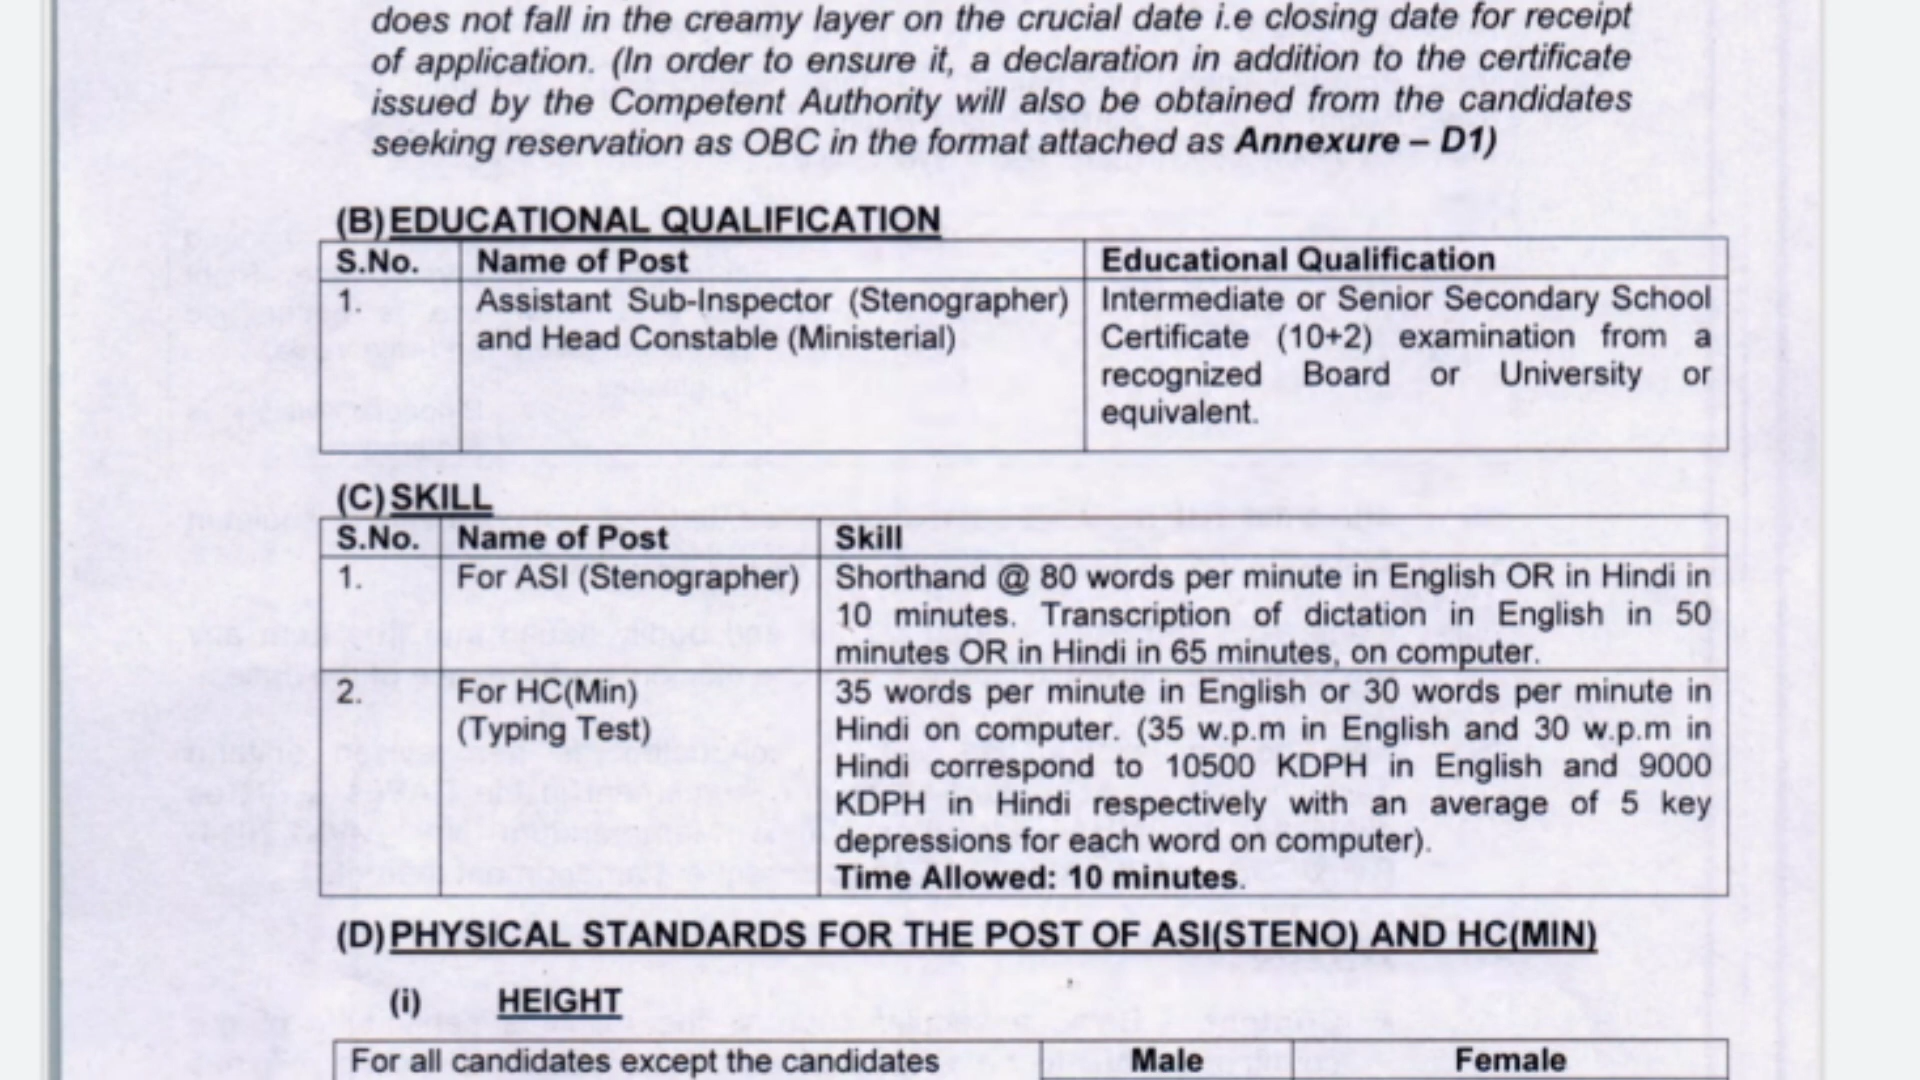 does not fall in the creamy layer on the crucial date i.e closing date for receipt
of application. (In order to ensure it, a declaration in addition to the certificate
issued by the Competent Authority will also be obtained from the candidates
seeking reservation as OBC in the format attached as Annexure – D1)
(B) EDUCATIONAL QUALIFICATION
S.No. Name of Post Educational Qualification
1. Assistant Sub-Inspector (Stenographer) Intermediate or Senior Secondary School
and Head Constable (Ministerial) Certificate (10+2) examination from a
recognized Board or University or
equivalent.
(C) SKILL
S.No. Name of Post Skill
1. For ASI (Stenographer) Shorthand @ 80 words per minute in English OR in Hindi in
10 minutes. Transcription of dictation in English in 50
minutes OR in Hindi in 65 minutes, on computer.
2. For HC(Min) 35 words per minute in English or 30 words per minute in
(Typing Test) Hindi on computer. (35 w.p.m in English and 30 w.p.m in
Hindi correspond to 10500 KDPH in English and 9000
KDPH in Hindi respectively with an average of 5 key
depressions for each word on computer).
Time Allowed: 10 minutes.
(D) PHYSICAL STANDARDS FOR THE POST OF ASI(STENO) AND HC(MIN)
(i) HEIGHT
For all candidates except the candidates Male Female